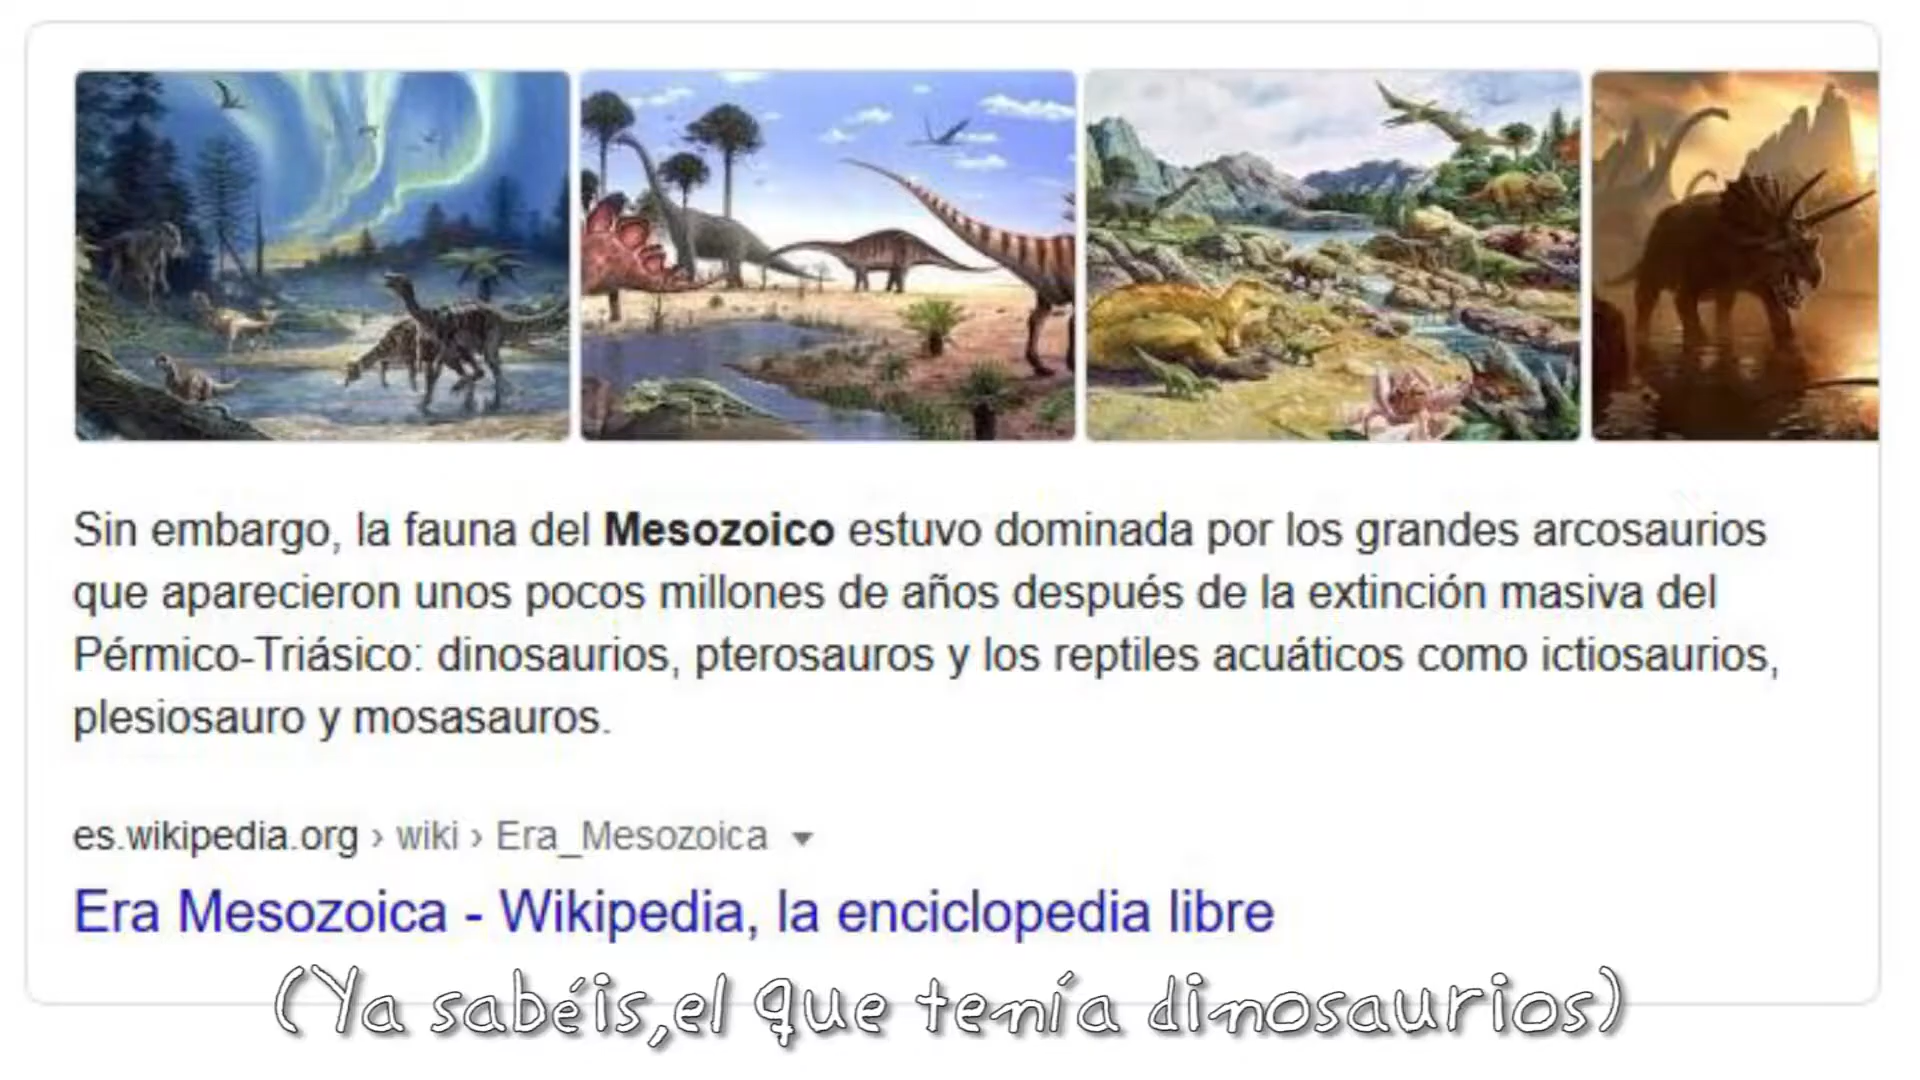 Sin embargo, la fauna del Mesozoico estuvo dominada por los grandes arcosaurios
que aparecieron unos pocos millones de años después de la extinción masiva del
Pérmico-Triásico: dinosaurios, pterosauros y los reptiles acuáticos como ictiosaurios,
plesiosauro y mosasauros.
es.wikipedia.org › wiki › Era_Mesozoica
Era Mesozoica - Wikipedia, la enciclopedia libre
(Ya sabéis,el que tenía dinosaurios)